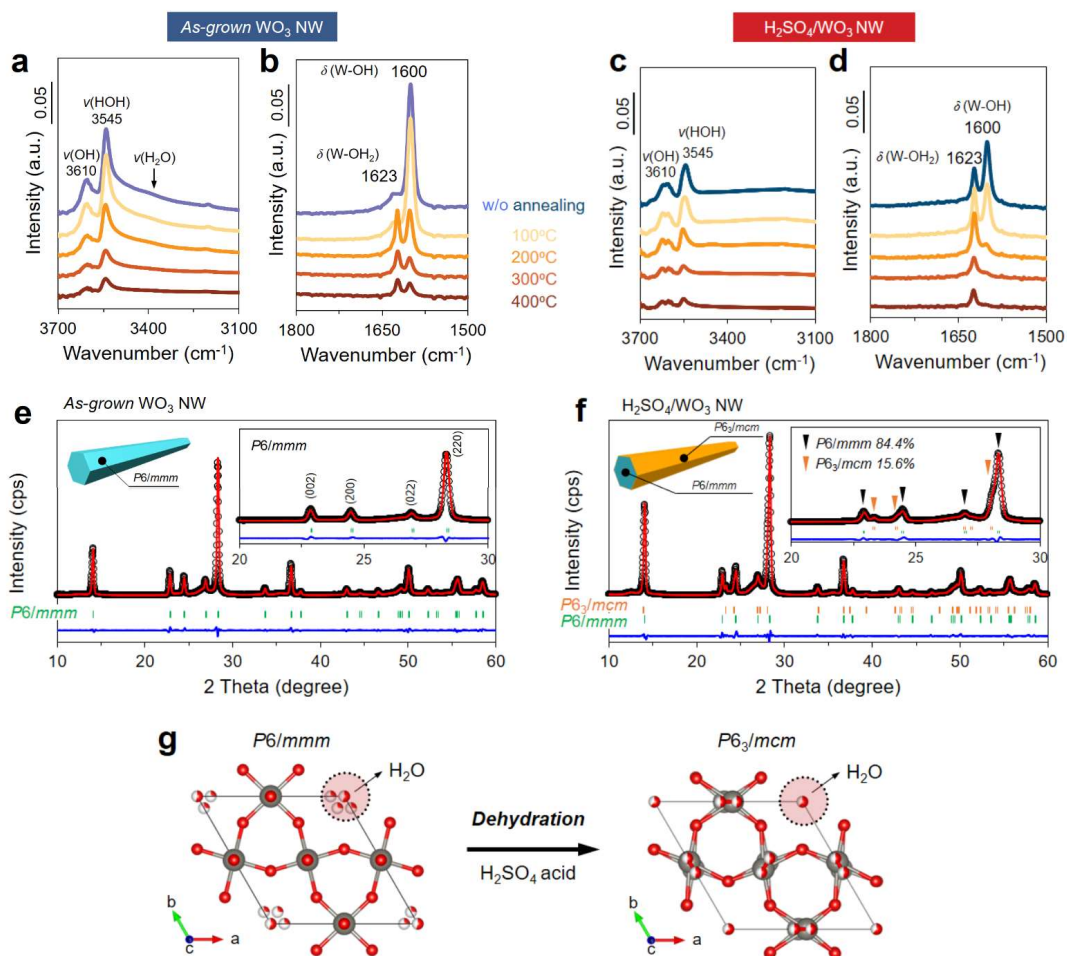 As-grown WO₃ NW
H₂SO₄/WO₃ NW
a
Intensity (a.u.)
0.05
ν(OH)
3610
ν(HOH)
3545
ν(H₂O)
3700 3400 3100
Wavenumber (cm⁻¹)
b
0.05
δ (W-OH) 1600
δ (W-OH₂)
1623
1800 1650 1500
Wavenumber (cm⁻¹)
w/o annealing
100°C
200°C
300°C
400°C
c
Intensity (a.u.)
0.05
ν(HOH)
3545
ν(OH)
3610
3700 3400 3100
Wavenumber (cm⁻¹)
d
0.05
δ (W-OH)
1600
δ (W-OH₂) 1623
1800 1650 1500
Wavenumber (cm⁻¹)
e
As-grown WO₃ NW
Intensity (cps)
P6/mmm
P6/mmm
(002)
(200)
(022)
(220)
20 25 30
P6/mmm
10 20 30 40 50 60
2 Theta (degree)
f
H₂SO₄/WO₃ NW
Intensity (cps)
P6₃/mcm
P6/mmm
P6/mmm 84.4%
P6₃/mcm 15.6%
20 25 30
P6₃/mcm
P6/mmm
10 20 30 40 50 60
2 Theta (degree)
g
P6/mmm
H₂O
b
c
a
Dehydration
H₂SO₄ acid
P6₃/mcm
H₂O
b
c
a